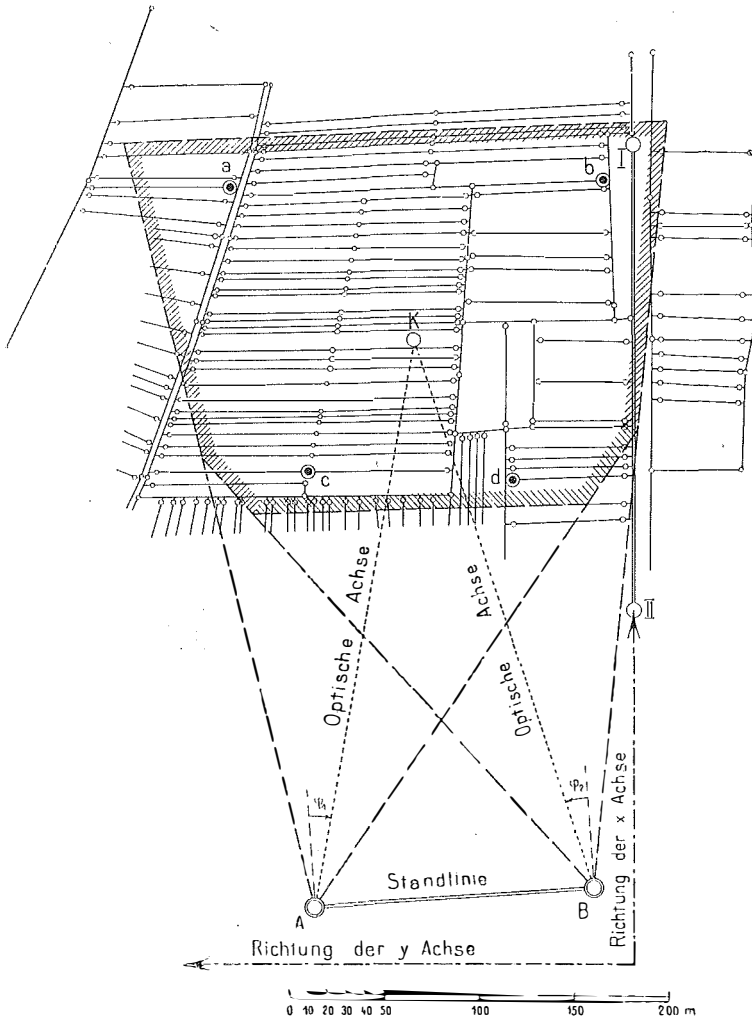 a
b
I
K
c
d
II
Optische Achse
Optische Achse
φ₁
φ₂
Richtung der x Achse
Standlinie
A
B
Richtung der y Achse
0 10 20 30 40 50 100 150 200 m